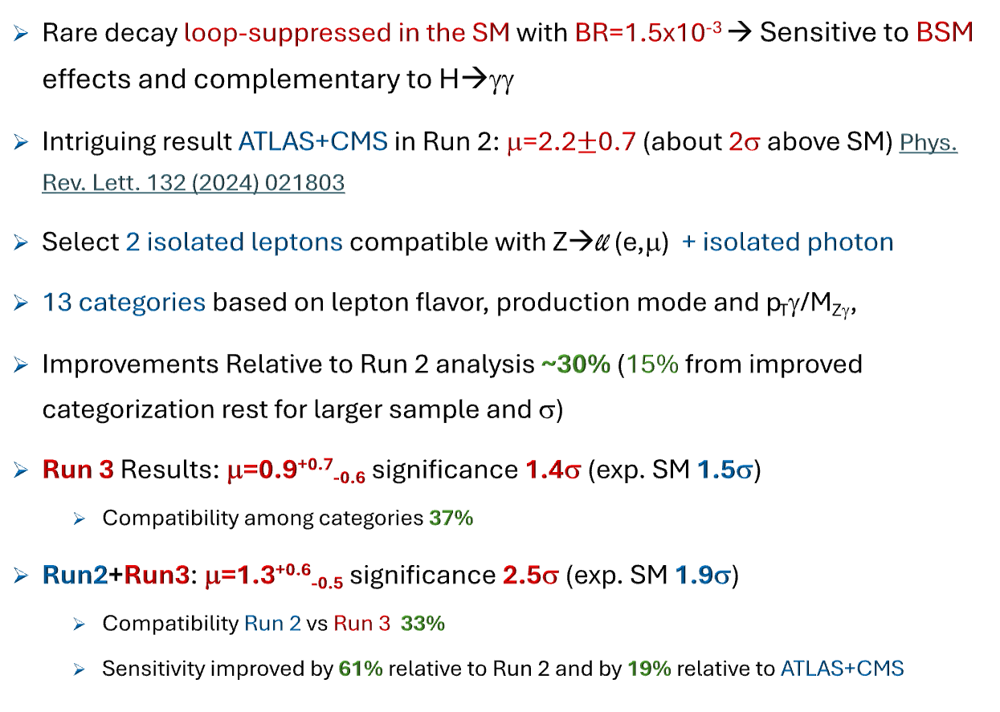 ➢ Rare decay loop-suppressed in the SM with BR=1.5x10⁻³ → Sensitive to BSM
effects and complementary to H→γγ
➢ Intriguing result ATLAS+CMS in Run 2: μ=2.2±0.7 (about 2σ above SM) Phys.
Rev. Lett. 132 (2024) 021803
➢ Select 2 isolated leptons compatible with Z→ℓℓ (e,μ) + isolated photon
➢ 13 categories based on lepton flavor, production mode and p_Tγ/M_Zγ,
➢ Improvements Relative to Run 2 analysis ~30% (15% from improved
categorization rest for larger sample and σ)
➢ Run 3 Results: μ=0.9⁺⁰·⁷₋₀.₆ significance 1.4σ (exp. SM 1.5σ)
➢ Compatibility among categories 37%
➢ Run2+Run3: μ=1.3⁺⁰·⁶₋₀.₅ significance 2.5σ (exp. SM 1.9σ)
➢ Compatibility Run 2 vs Run 3 33%
➢ Sensitivity improved by 61% relative to Run 2 and by 19% relative to ATLAS+CMS